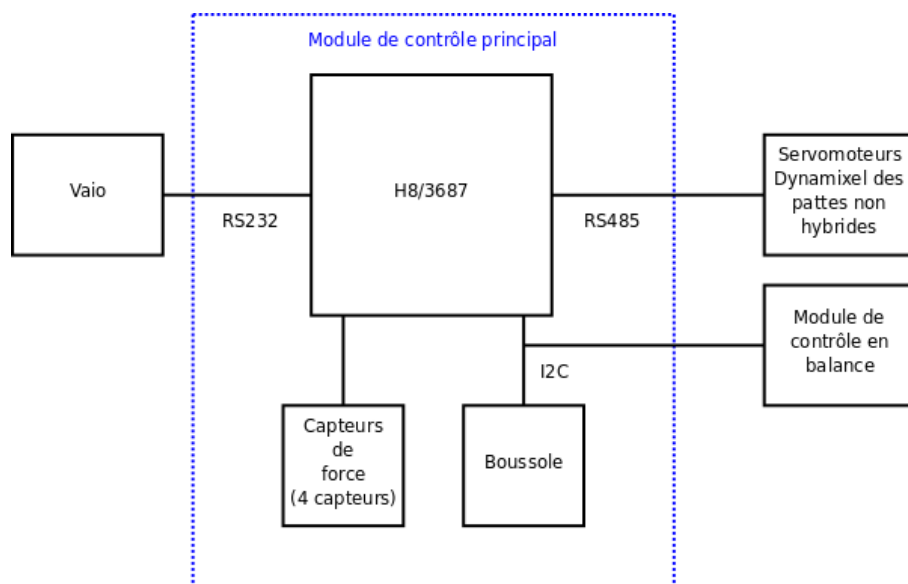 Module de contrôle principal
Vaio
RS232
H8/3687
RS485
Servomoteurs
Dynamixel des
pattes non
hybrides
Module de
contrôle en
balance
I2C
Capteurs
de
force
(4 capteurs)
Boussole